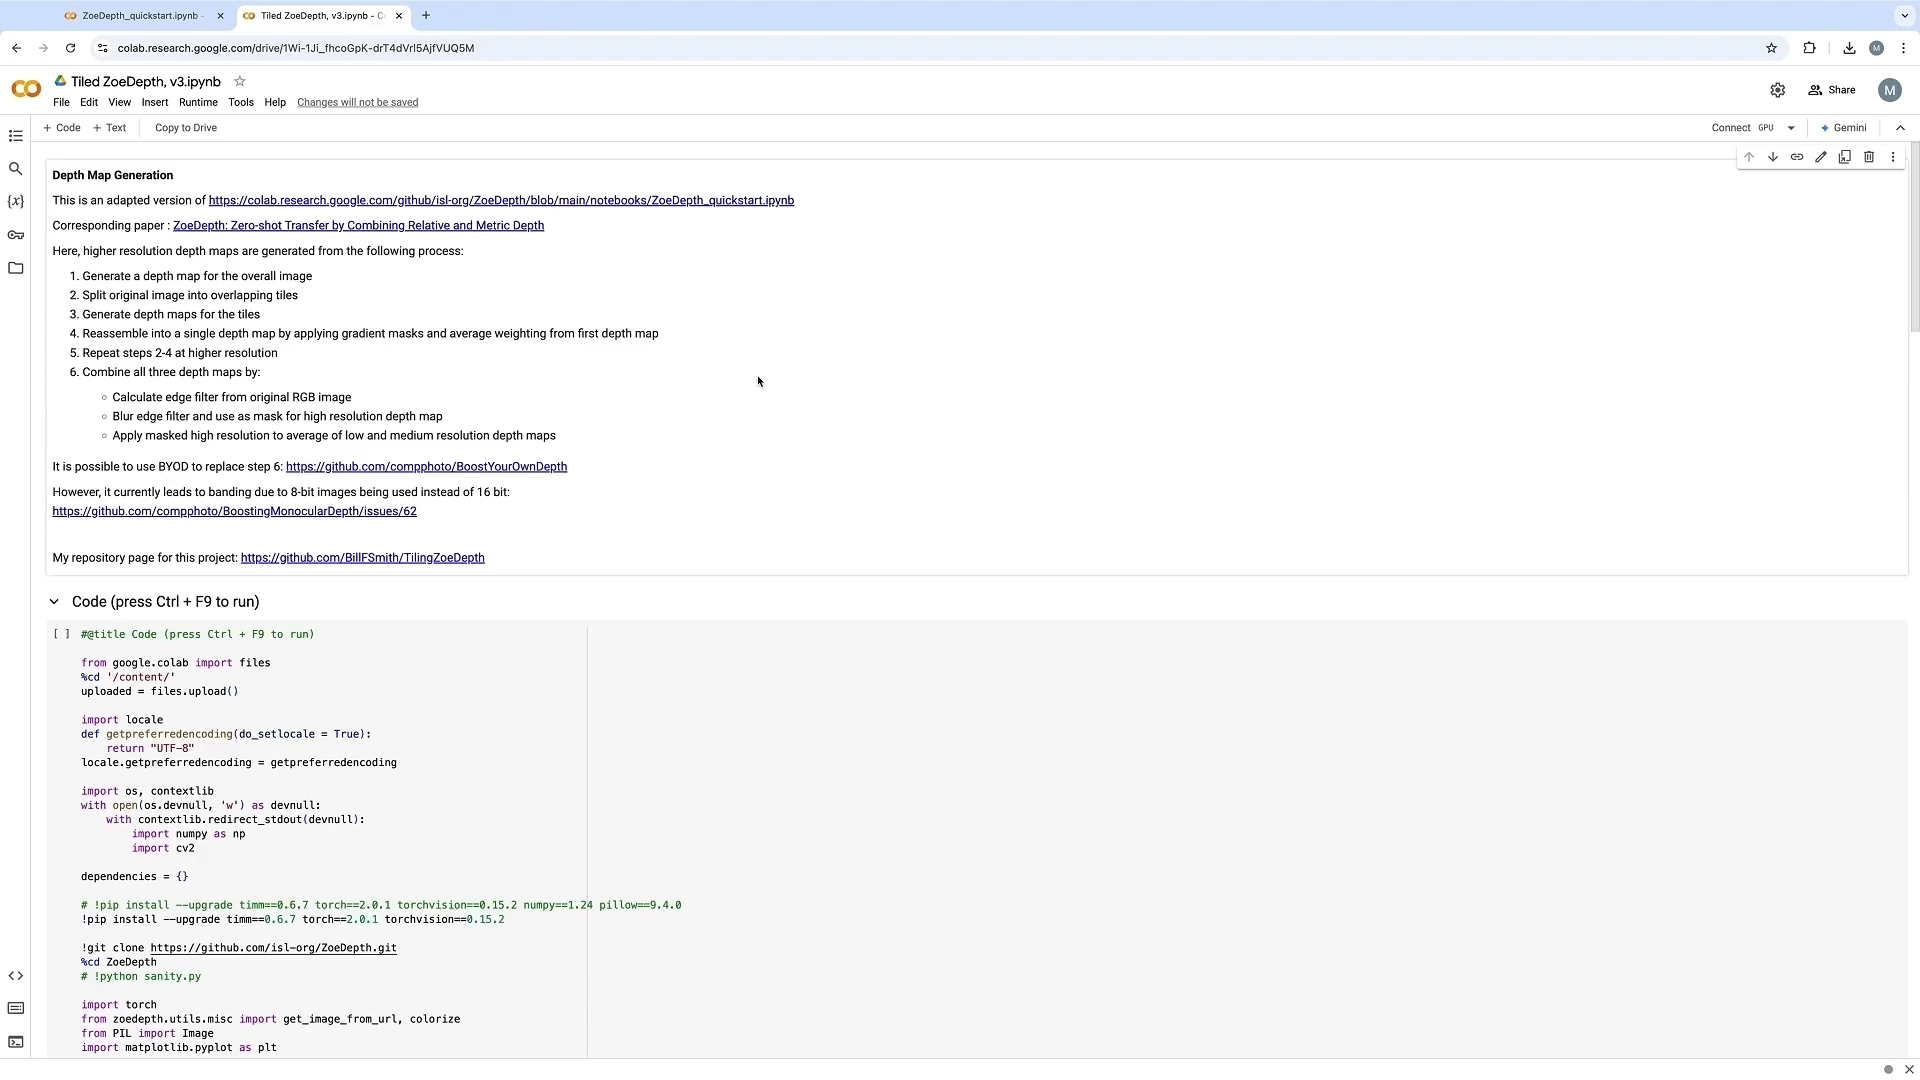 ZoeDepth_quickstart.ipynb -
Tiled ZoeDepth, v3.ipynb - C
colab.research.google.com/drive/1Wi-1Ji_fhcoGpK-drT4dVrl5AjfVUQ5M
M
Tiled ZoeDepth, v3.ipynb
File Edit View Insert Runtime Tools Help Changes will not be saved
Share
M
+ Code + Text Copy to Drive
Connect GPU
Gemini
Depth Map Generation
This is an adapted version of https://colab.research.google.com/github/isl-org/ZoeDepth/blob/main/notebooks/ZoeDepth_quickstart.ipynb
Corresponding paper : ZoeDepth: Zero-shot Transfer by Combining Relative and Metric Depth
Here, higher resolution depth maps are generated from the following process:
1. Generate a depth map for the overall image
2. Split original image into overlapping tiles
3. Generate depth maps for the tiles
4. Reassemble into a single depth map by applying gradient masks and average weighting from first depth map
5. Repeat steps 2-4 at higher resolution
6. Combine all three depth maps by:
Calculate edge filter from original RGB image
Blur edge filter and use as mask for high resolution depth map
Apply masked high resolution to average of low and medium resolution depth maps
It is possible to use BYOD to replace step 6: https://github.com/compphoto/BoostYourOwnDepth
However, it currently leads to banding due to 8-bit images being used instead of 16 bit:
https://github.com/compphoto/BoostingMonocularDepth/issues/62
My repository page for this project: https://github.com/BillFSmith/TilingZoeDepth
Code (press Ctrl + F9 to run)
[ ] #@title Code (press Ctrl + F9 to run)
from google.colab import files
%cd '/content/'
uploaded = files.upload()
import locale
def getpreferredencoding(do_setlocale = True):
    return "UTF-8"
locale.getpreferredencoding = getpreferredencoding
import os, contextlib
with open(os.devnull, 'w') as devnull:
    with contextlib.redirect_stdout(devnull):
        import numpy as np
        import cv2
dependencies = {}
# !pip install --upgrade timm==0.6.7 torch==2.0.1 torchvision==0.15.2 numpy==1.24 pillow==9.4.0
!pip install --upgrade timm==0.6.7 torch==2.0.1 torchvision==0.15.2
!git clone https://github.com/isl-org/ZoeDepth.git
%cd ZoeDepth
# !python sanity.py
import torch
from zoedepth.utils.misc import get_image_from_url, colorize
from PIL import Image
import matplotlib.pyplot as plt